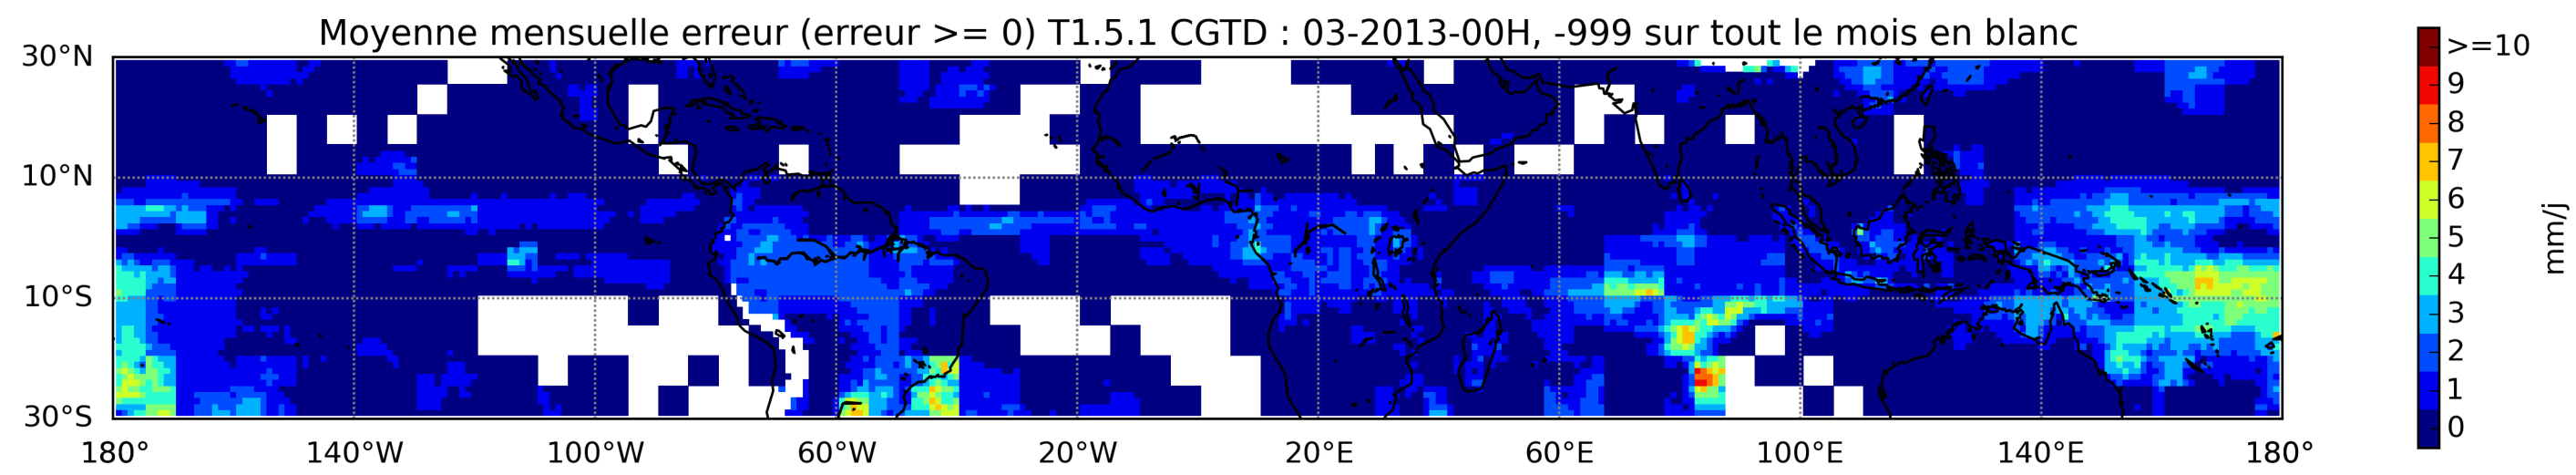 Moyenne mensuelle erreur (erreur >= 0) T1.5.1 CGTD : 03-2013-00H, -999 sur tout le mois en blanc
30°N
10°N
10°S
30°S
180° 140°W 100°W 60°W 20°W 20°E 60°E 100°E 140°E 180°
>=10
9
8
7
6
5
4
3
2
1
0
mm/j